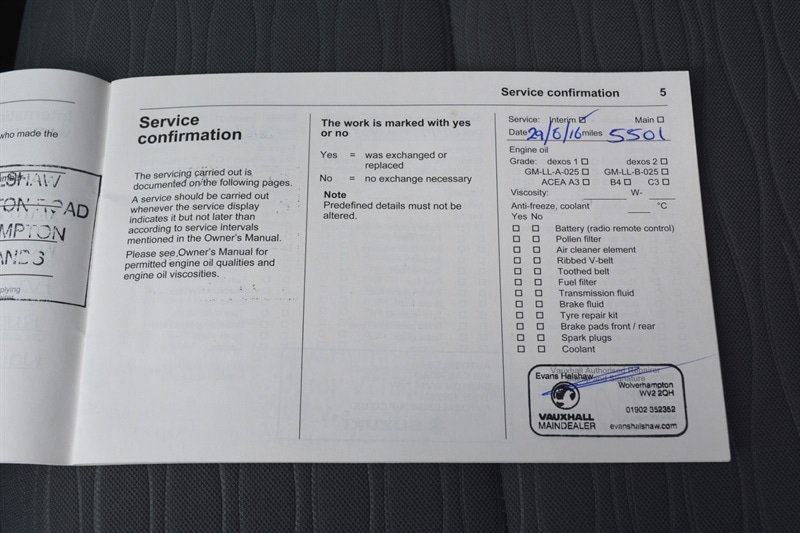 who made the
SHAW
MPTON
plying
Service confirmation 5
Service
confirmation
The servicing carried out is
documented on the following pages.
A service should be carried out
whenever the service display
indicates it but not later than
according to service intervals
mentioned in the Owner's Manual.
Please see Owner's Manual for
permitted engine oil qualities and
engine oil viscosities.
The work is marked with yes
or no
Yes = was exchanged or
replaced
No = no exchange necessary
Note
Predefined details must not be
altered.
Service: Interim ☑ Main ☐
Date 29/6/16 miles 5501
Engine oil
Grade: dexos 1 ☐ dexos 2 ☐
GM-LL-A-025 ☐ GM-LL-B-025 ☐
ACEA A3 ☐ B4 ☐ C3 ☐
Viscosity: W-
Anti-freeze, coolant °C
Yes No
☐ ☐ Battery (radio remote control)
☐ ☐ Pollen filter
☐ ☐ Air cleaner element
☐ ☐ Ribbed V-belt
☐ ☐ Toothed belt
☐ ☐ Fuel filter
☐ ☐ Transmission fluid
☐ ☐ Brake fluid
☐ ☐ Tyre repair kit
☐ ☐ Brake pads front / rear
☐ ☐ Spark plugs
☐ ☐ Coolant
Vauxhall Authorised Repairer
Signature
Evans Halshaw
Wolverhampton
WV2 2QH
01902 352352
VAUXHALL
MAINDEALER
evanshalshaw.com